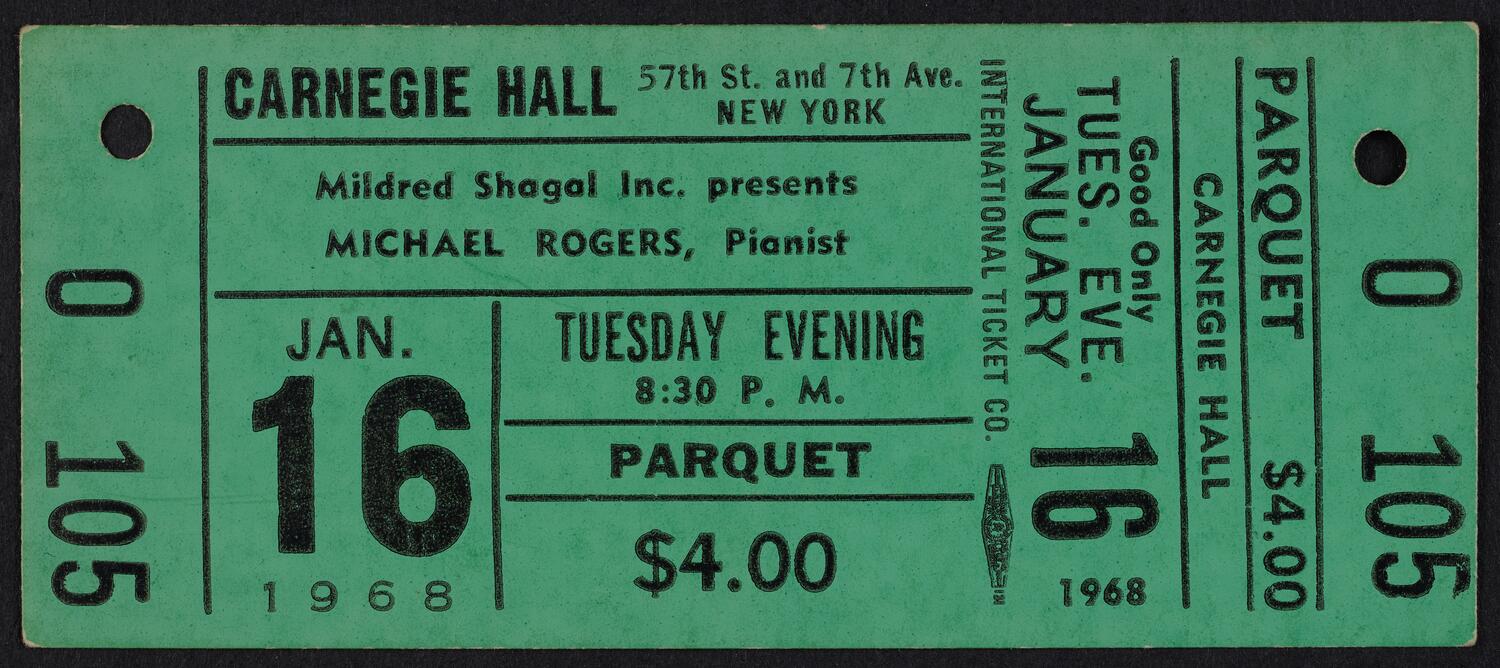 0 105
CARNEGIE HALL
57th St. and 7th Ave.
NEW YORK
Mildred Shagal Inc. presents
MICHAEL ROGERS, Pianist
JAN.
16
1968
TUESDAY EVENING
8:30 P. M.
PARQUET
$4.00
INTERNATIONAL TICKET CO.
Good Only
TUES. EVE.
JANUARY
16
1968
CARNEGIE HALL
PARQUET $4.00
0 105